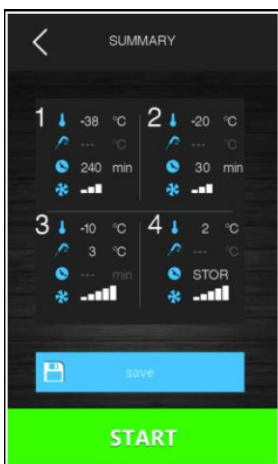 SUMMARY
1 -38 °C 2 -20 °C
--- °C --- °C
240 min 30 min
3 -10 °C 4 2 °C
3 °C --- °C
--- min STOR
save
START